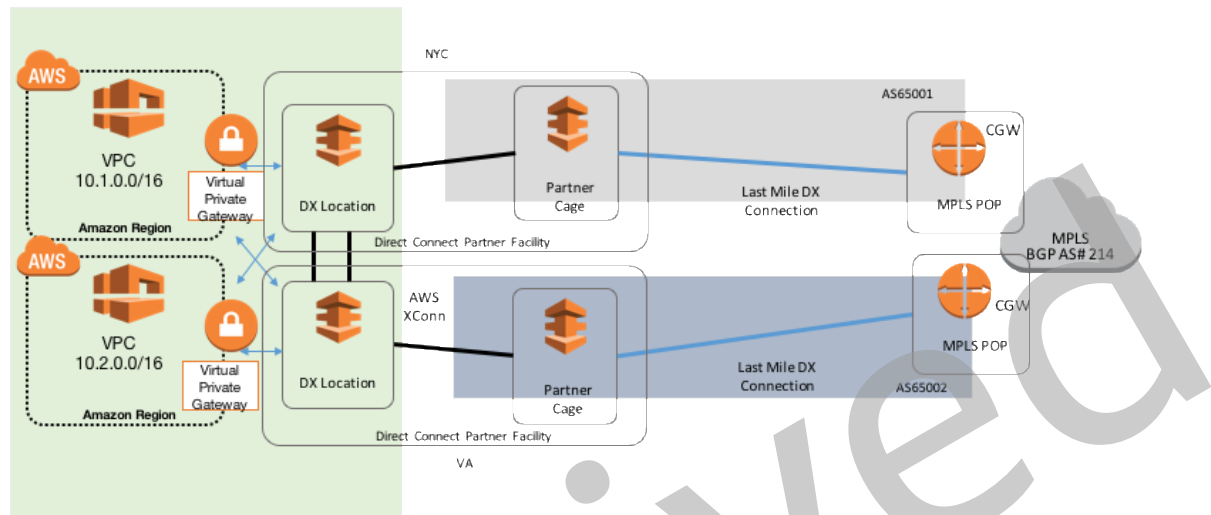 NYC
AWS
VPC
10.1.0.0/16
Amazon Region
Virtual
Private
Gateway
DX Location
Partner
Cage
Direct Connect Partner Facility
AS65001
Last Mile DX
Connection
CGW
MPLS POP
MPLS
BGP AS# 214
AWS
VPC
10.2.0.0/16
Amazon Region
Virtual
Private
Gateway
DX Location
AWS
XConn
Partner
Cage
Direct Connect Partner Facility
VA
Last Mile DX
Connection
AS65002
CGW
MPLS POP
ived